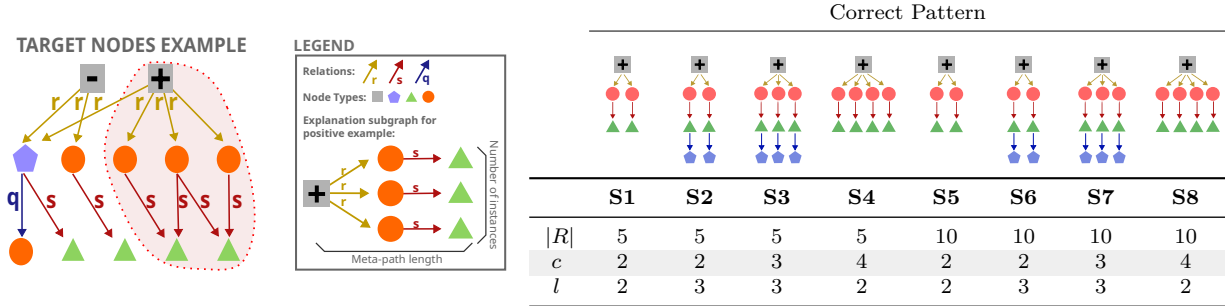 TARGET NODES EXAMPLE
- +
r r r r r r
q s s s s s
LEGEND
Relations: r s q
Node Types:
Explanation subgraph for
positive example:
+ r r r s s s
Number of instances
Meta-path length
Correct Pattern
+ + + + + + + +
S1 S2 S3 S4 S5 S6 S7 S8
|R| 5 5 5 5 10 10 10 10
c 2 2 3 4 2 2 3 4
l 2 3 3 2 2 3 3 2